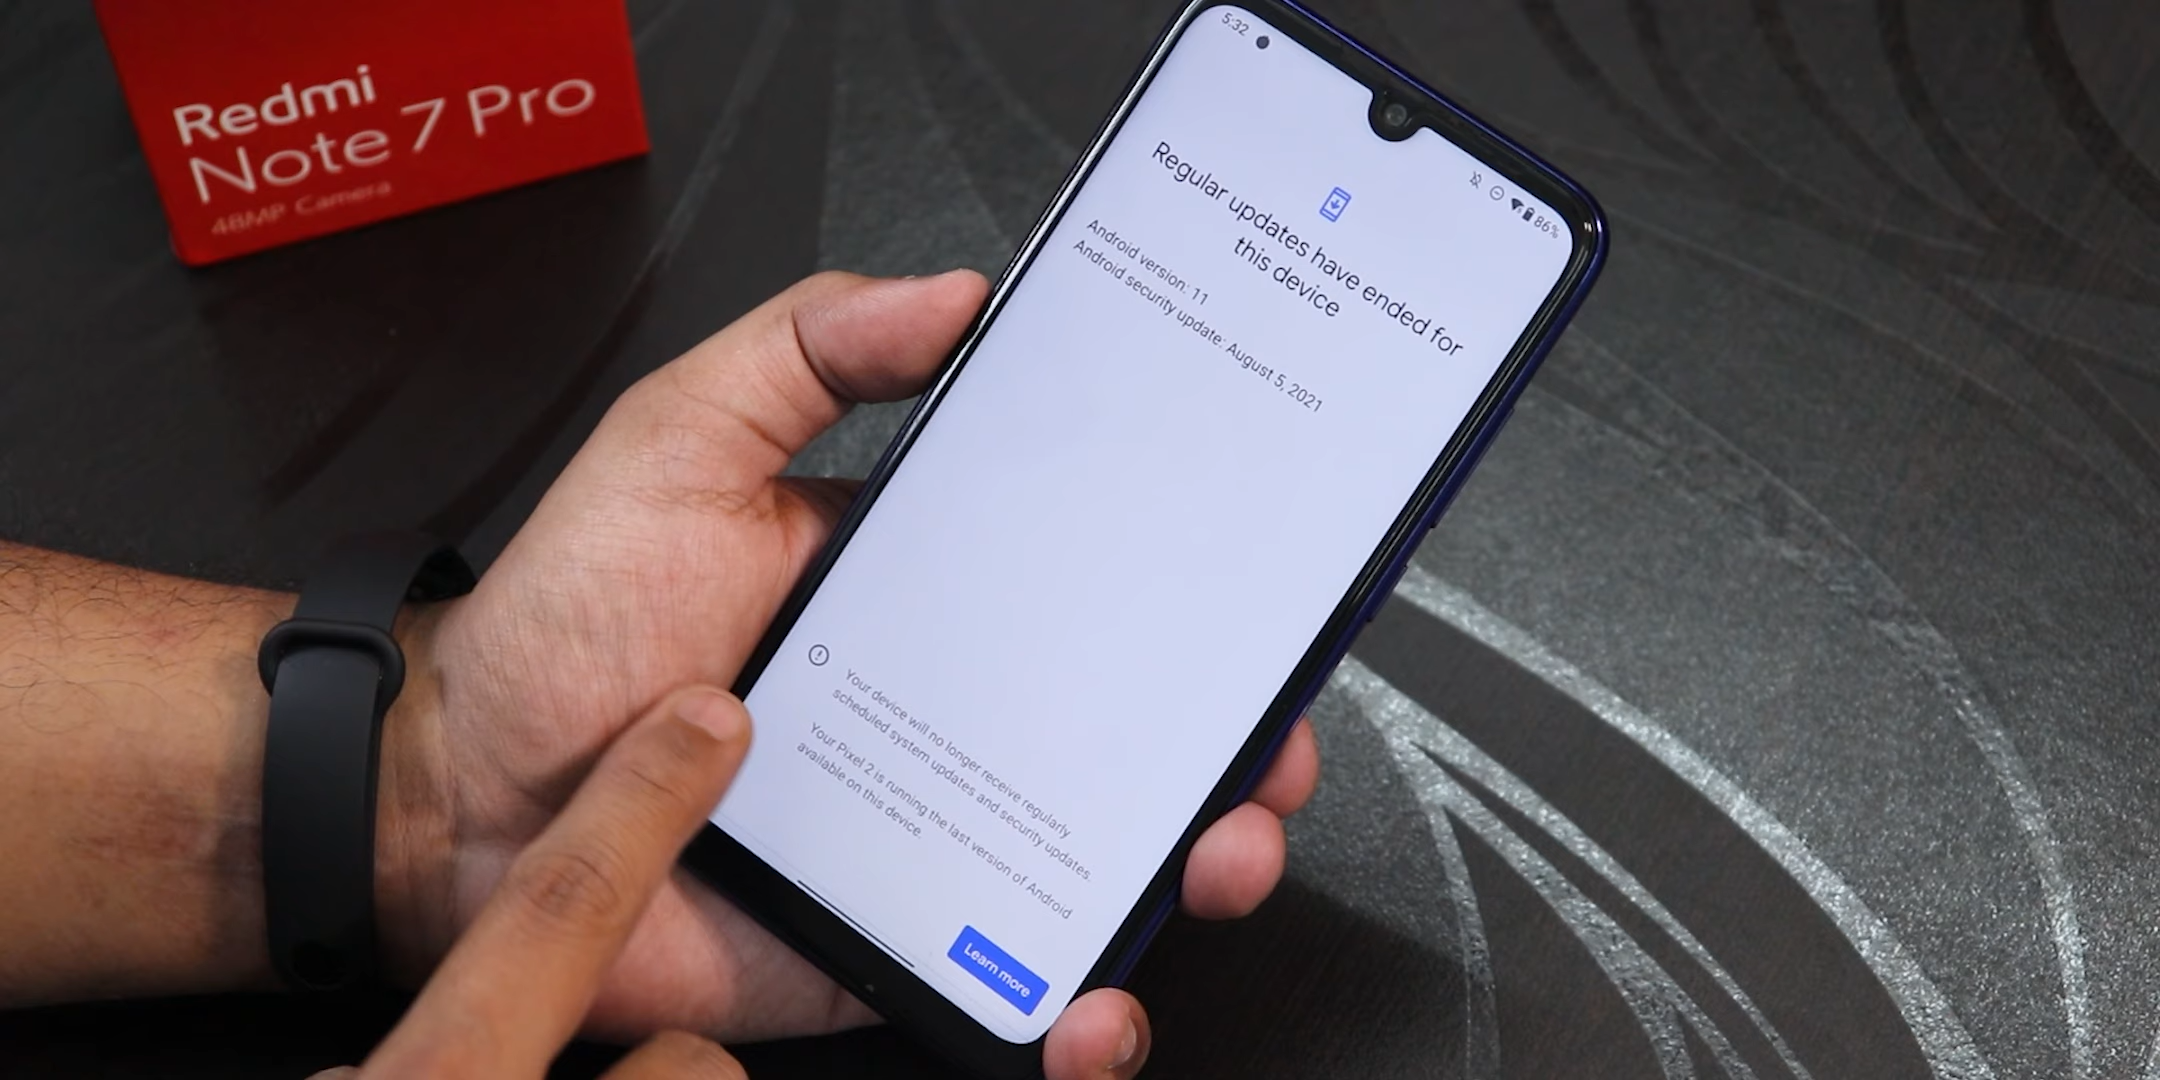 Redmi
Note 7 Pro
48MP Camera
5:32
86%
Regular updates have ended for
this device
Android version: 11
Android security update: August 5, 2021
Your device will no longer receive regularly
scheduled system updates and security updates.
Your Pixel 2 is running the last version of Android
available on this device.
Learn more